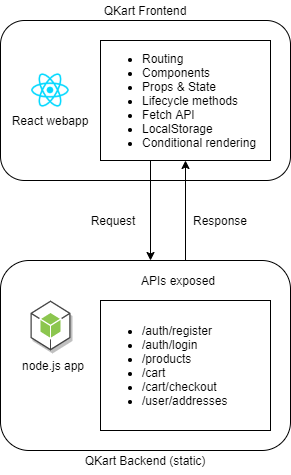 QKart Frontend
React webapp
• Routing
• Components
• Props & State
• Lifecycle methods
• Fetch API
• LocalStorage
• Conditional rendering
Request
Response
APIs exposed
node.js app
• /auth/register
• /auth/login
• /products
• /cart
• /cart/checkout
• /user/addresses
QKart Backend (static)